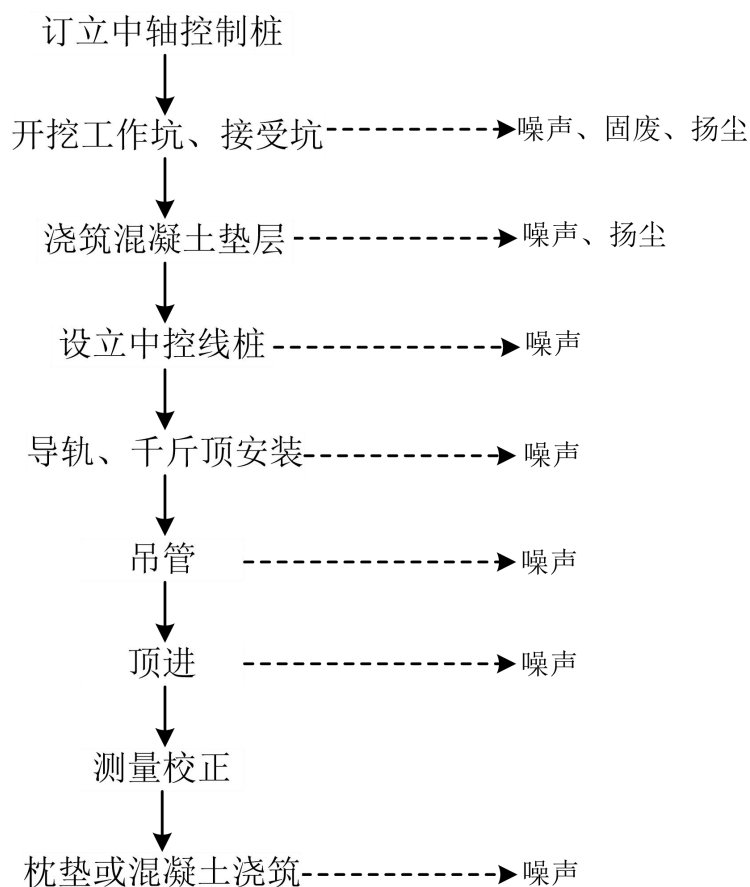 订立中轴控制桩
开挖工作坑、接受坑 噪声、固废、扬尘
浇筑混凝土垫层 噪声、扬尘
设立中控线桩 噪声
导轨、千斤顶安装 噪声
吊管 噪声
顶进 噪声
测量校正
枕垫或混凝土浇筑 噪声